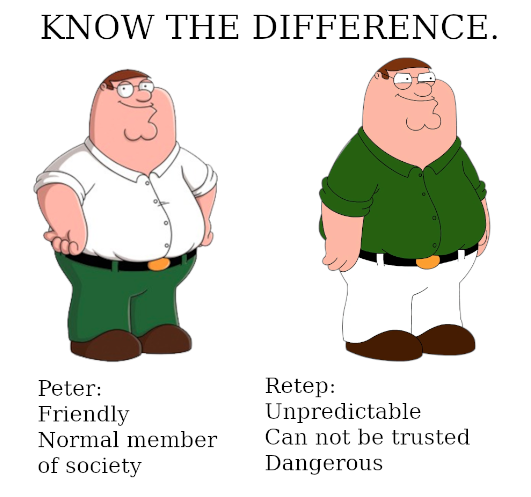 KNOW THE DIFFERENCE.
Peter:
Friendly
Normal member
of society
Retep:
Unpredictable
Can not be trusted
Dangerous